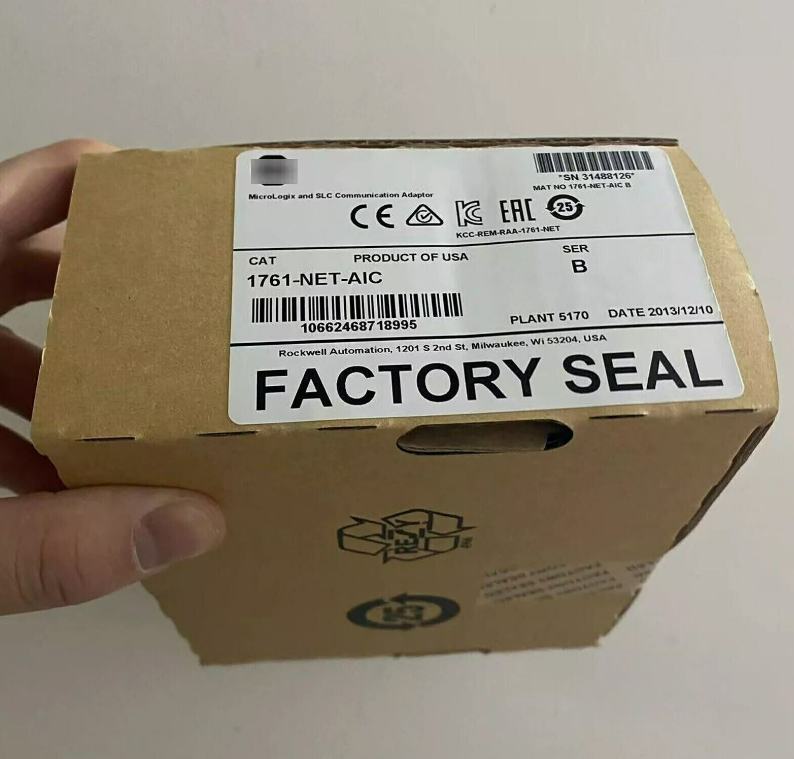 *SN 31488126*
MAT NO 1761-NET-AIC B
MicroLogix and SLC Communication Adaptor
CE
EAC
25
KCC-REM-RAA-1761-NET
CAT
PRODUCT OF USA
SER
1761-NET-AIC
B
10662468718995
PLANT 5170
DATE 2013/12/10
Rockwell Automation, 1201 S 2nd St, Milwaukee, Wi 53204, USA
FACTORY SEAL
RESY
25